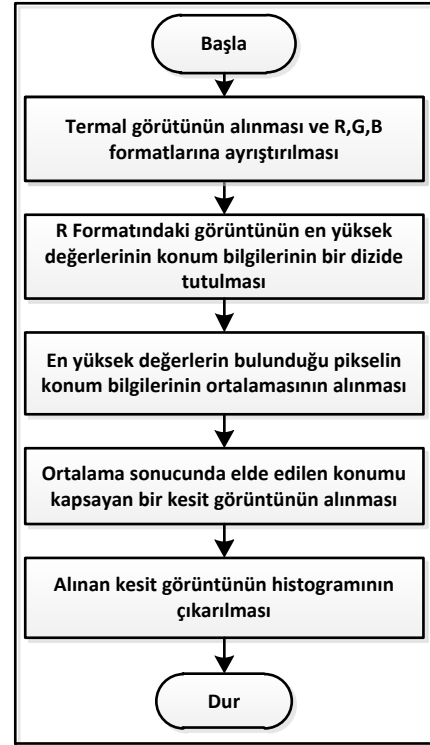 Başla
Termal görütünün alınması ve R,G,B
formatlarına ayrıştırılması
R Formatındaki görüntünün en yüksek
değerlerinin konum bilgilerinin bir dizide
tutulması
En yüksek değerlerin bulunduğu pikselin
konum bilgilerinin ortalamasının alınması
Ortalama sonucunda elde edilen konumu
kapsayan bir kesit görüntünün alınması
Alınan kesit görüntünün histogramının
çıkarılması
Dur